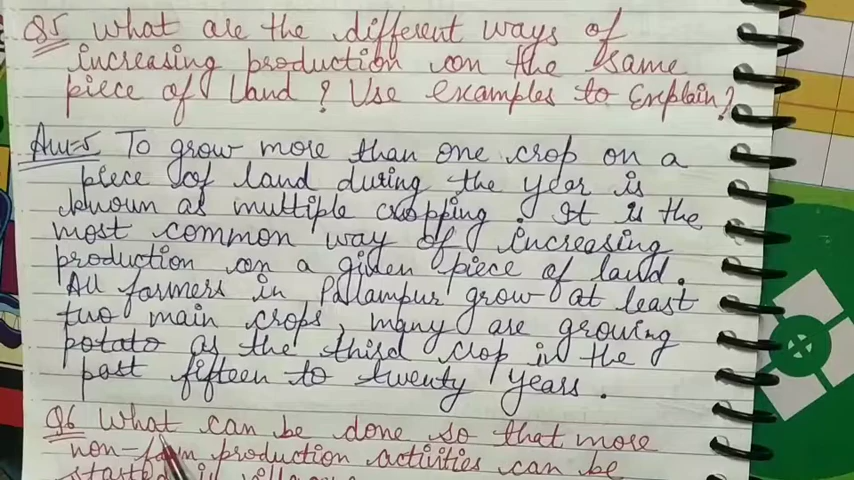 Q5 What are the different ways of
increasing production on the same
piece of land ? Use examples to Explain?
Ans-5 To grow more than one crop on a
piece of land during the year is
known as multiple cropping . It is the
most common way of increasing
production on a given piece of land .
All farmers in Palampur grow at least
two main crops, many are growing
potato as the third crop in the
past fifteen to twenty years .
Q6 What can be done so that more
non-farm production activities can be
started in